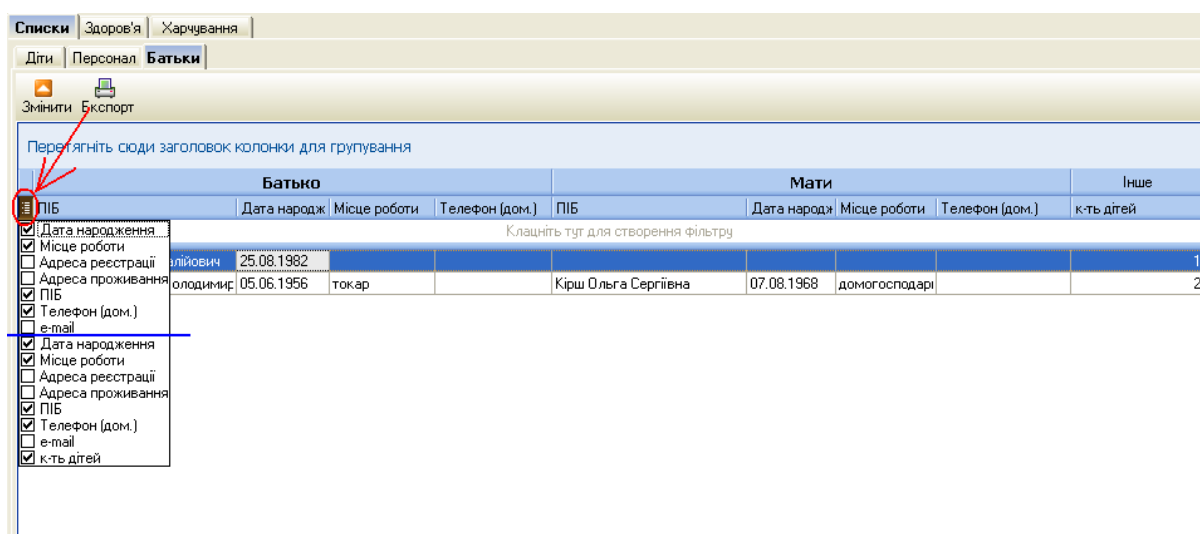 Списки Здоров'я Харчування
Діти Персонал Батьки
Змінити Експорт
Перетягніть сюди заголовок колонки для групування
Батько Мати Інше
ПІБ Дата народж Місце роботи Телефон (дом.) ПІБ Дата народж Місце роботи Телефон (дом.) к-ть дітей
Клацніть тут для створення фільтру
алійович 25.08.1982 1
олодимир 05.06.1956 токар Кірш Ольга Сергіївна 07.08.1968 домогосподарн 2
Дата народження
Місце роботи
Адреса реєстрації
Адреса проживання
ПІБ
Телефон (дом.)
e-mail
Дата народження
Місце роботи
Адреса реєстрації
Адреса проживання
ПІБ
Телефон (дом.)
e-mail
к-ть дітей